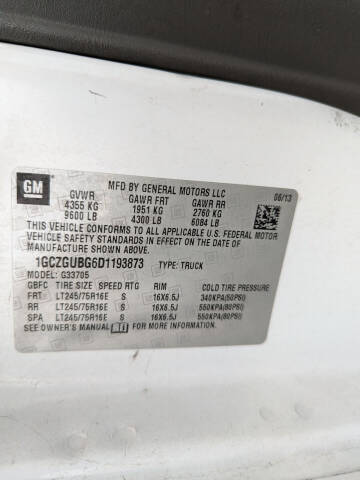 GM
MFD BY GENERAL MOTORS LLC 06/13
GVWR GAWR FRT GAWR RR
4355 KG 1951 KG 2760 KG
9600 LB 4300 LB 6084 LB
THIS VEHICLE CONFORMS TO ALL APPLICABLE U.S. FEDERAL MOTOR
VEHICLE SAFETY STANDARDS IN EFFECT ON THE DATE OF
MANUFACTURE SHOWN ABOVE.
1GCZGUBG6D1193873 TYPE: TRUCK
MODEL: G33705
GBFC TIRE SIZE SPEED RTG RIM COLD TIRE PRESSURE
FRT LT245/75R16E S 16X6.5J 340KPA(50PSI)
RR LT245/75R16E S 16X6.5J 550KPA(80PSI)
SPA LT245/75R16E S 16X6.5J 550KPA(80PSI)
SEE OWNER'S MANUAL FOR ADDITIONAL INFORMATION